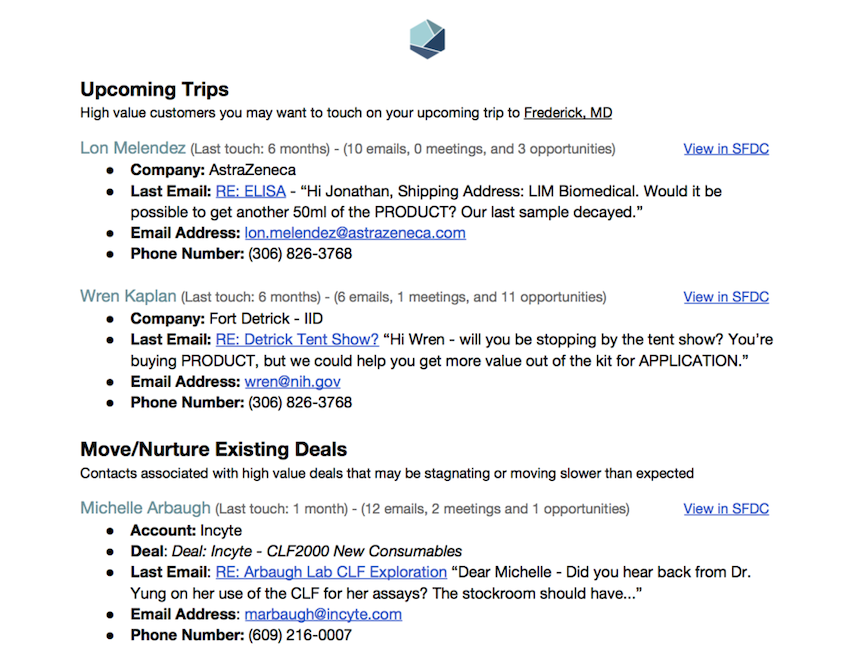 Upcoming Trips
High value customers you may want to touch on your upcoming trip to Frederick, MD
Lon Melendez (Last touch: 6 months) - (10 emails, 0 meetings, and 3 opportunities) View in SFDC
● Company: AstraZeneca
● Last Email: RE: ELISA - “Hi Jonathan, Shipping Address: LIM Biomedical. Would it be
possible to get another 50ml of the PRODUCT? Our last sample decayed.”
● Email Address: lon.melendez@astrazeneca.com
● Phone Number: (306) 826-3768
Wren Kaplan (Last touch: 6 months) - (6 emails, 1 meetings, and 11 opportunities) View in SFDC
● Company: Fort Detrick - IID
● Last Email: RE: Detrick Tent Show? “Hi Wren - will you be stopping by the tent show? You’re
buying PRODUCT, but we could help you get more value out of the kit for APPLICATION.”
● Email Address: wren@nih.gov
● Phone Number: (306) 826-3768
Move/Nurture Existing Deals
Contacts associated with high value deals that may be stagnating or moving slower than expected
Michelle Arbaugh (Last touch: 1 month) - (12 emails, 2 meetings and 1 opportunities) View in SFDC
● Account: Incyte
● Deal: Deal: Incyte - CLF2000 New Consumables
● Last Email: RE: Arbaugh Lab CLF Exploration “Dear Michelle - Did you hear back from Dr.
Yung on her use of the CLF for her assays? The stockroom should have...”
● Email Address: marbaugh@incyte.com
● Phone Number: (609) 216-0007